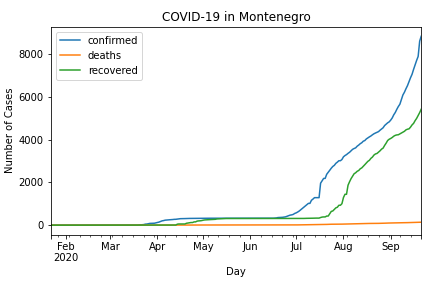 COVID-19 in Montenegro
confirmed
deaths
recovered
Number of Cases
8000
6000
4000
2000
0
Feb Mar Apr May Jun Jul Aug Sep
2020
Day